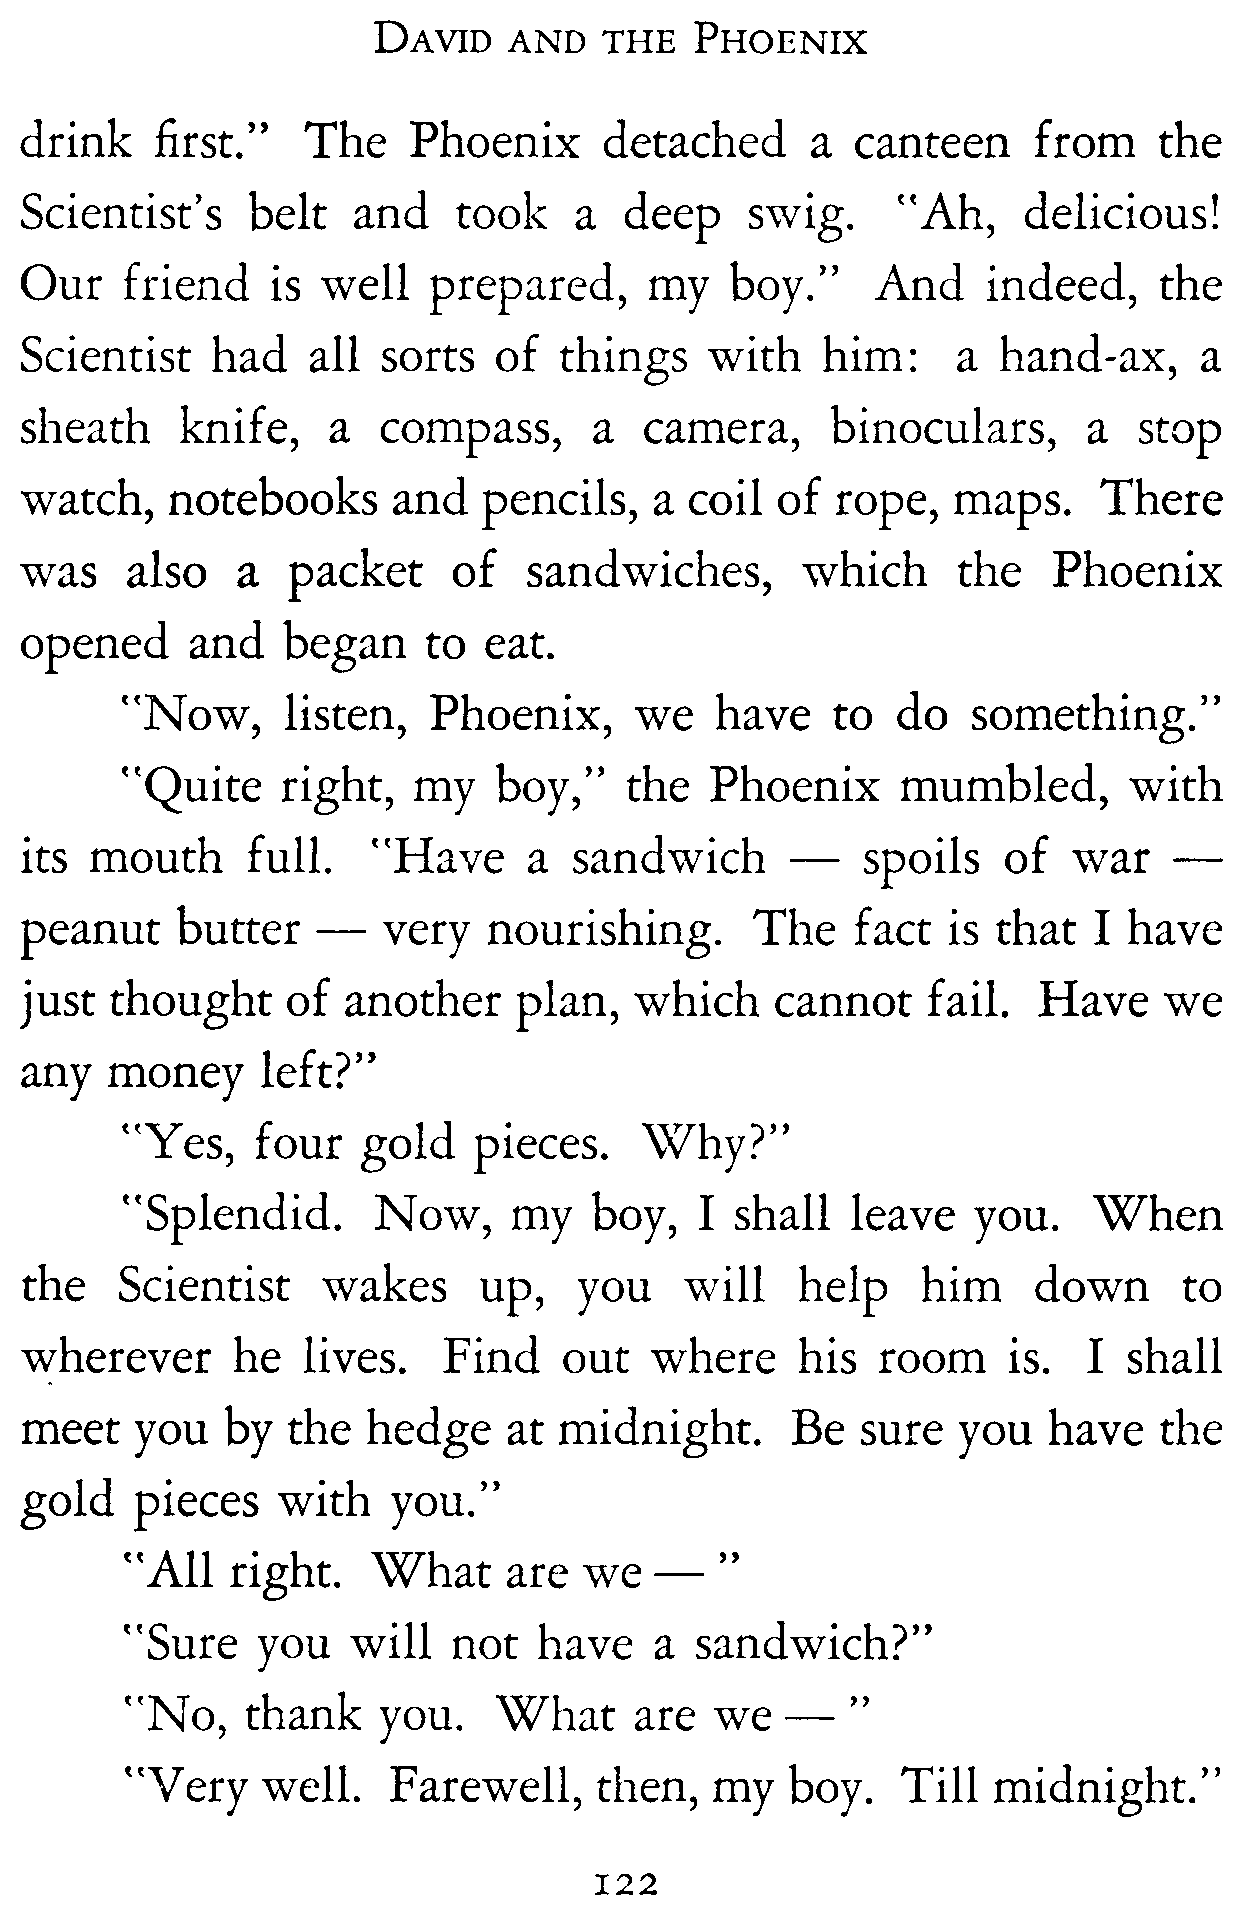 DAVID AND THE PHOENIX
drink first.” The Phoenix detached a canteen from the
Scientist’s belt and took a deep swig. “Ah, delicious!
Our friend is well prepared, my boy.” And indeed, the
Scientist had all sorts of things with him: a hand-ax, a
sheath knife, a compass, a camera, binoculars, a stop
watch, notebooks and pencils, a coil of rope, maps. There
was also a packet of sandwiches, which the Phoenix
opened and began to eat.
“Now, listen, Phoenix, we have to do something.”
“Quite right, my boy,” the Phoenix mumbled, with
its mouth full. “Have a sandwich — spoils of war —
peanut butter — very nourishing. The fact is that I have
just thought of another plan, which cannot fail. Have we
any money left?”
“Yes, four gold pieces. Why?”
“Splendid. Now, my boy, I shall leave you. When
the Scientist wakes up, you will help him down to
wherever he lives. Find out where his room is. I shall
meet you by the hedge at midnight. Be sure you have the
gold pieces with you.”
“All right. What are we — ”
“Sure you will not have a sandwich?”
“No, thank you. What are we — ”
“Very well. Farewell, then, my boy. Till midnight.”
122